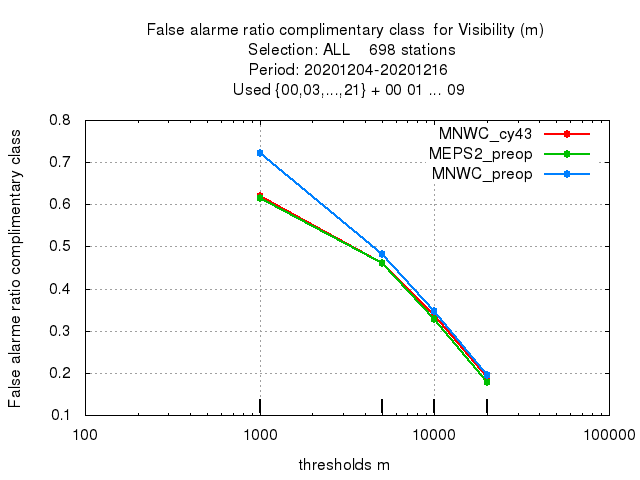 False alarme ratio complimentary class  for Visibility (m)
Selection: ALL    698 stations
Period: 20201204-20201216
Used {00,03,...,21} + 00 01 ... 09
False alarme ratio complimentary class
0.8
0.7
0.6
0.5
0.4
0.3
0.2
0.1
MNWC_cy43
MEPS2_preop
MNWC_preop
100
1000
10000
100000
thresholds m